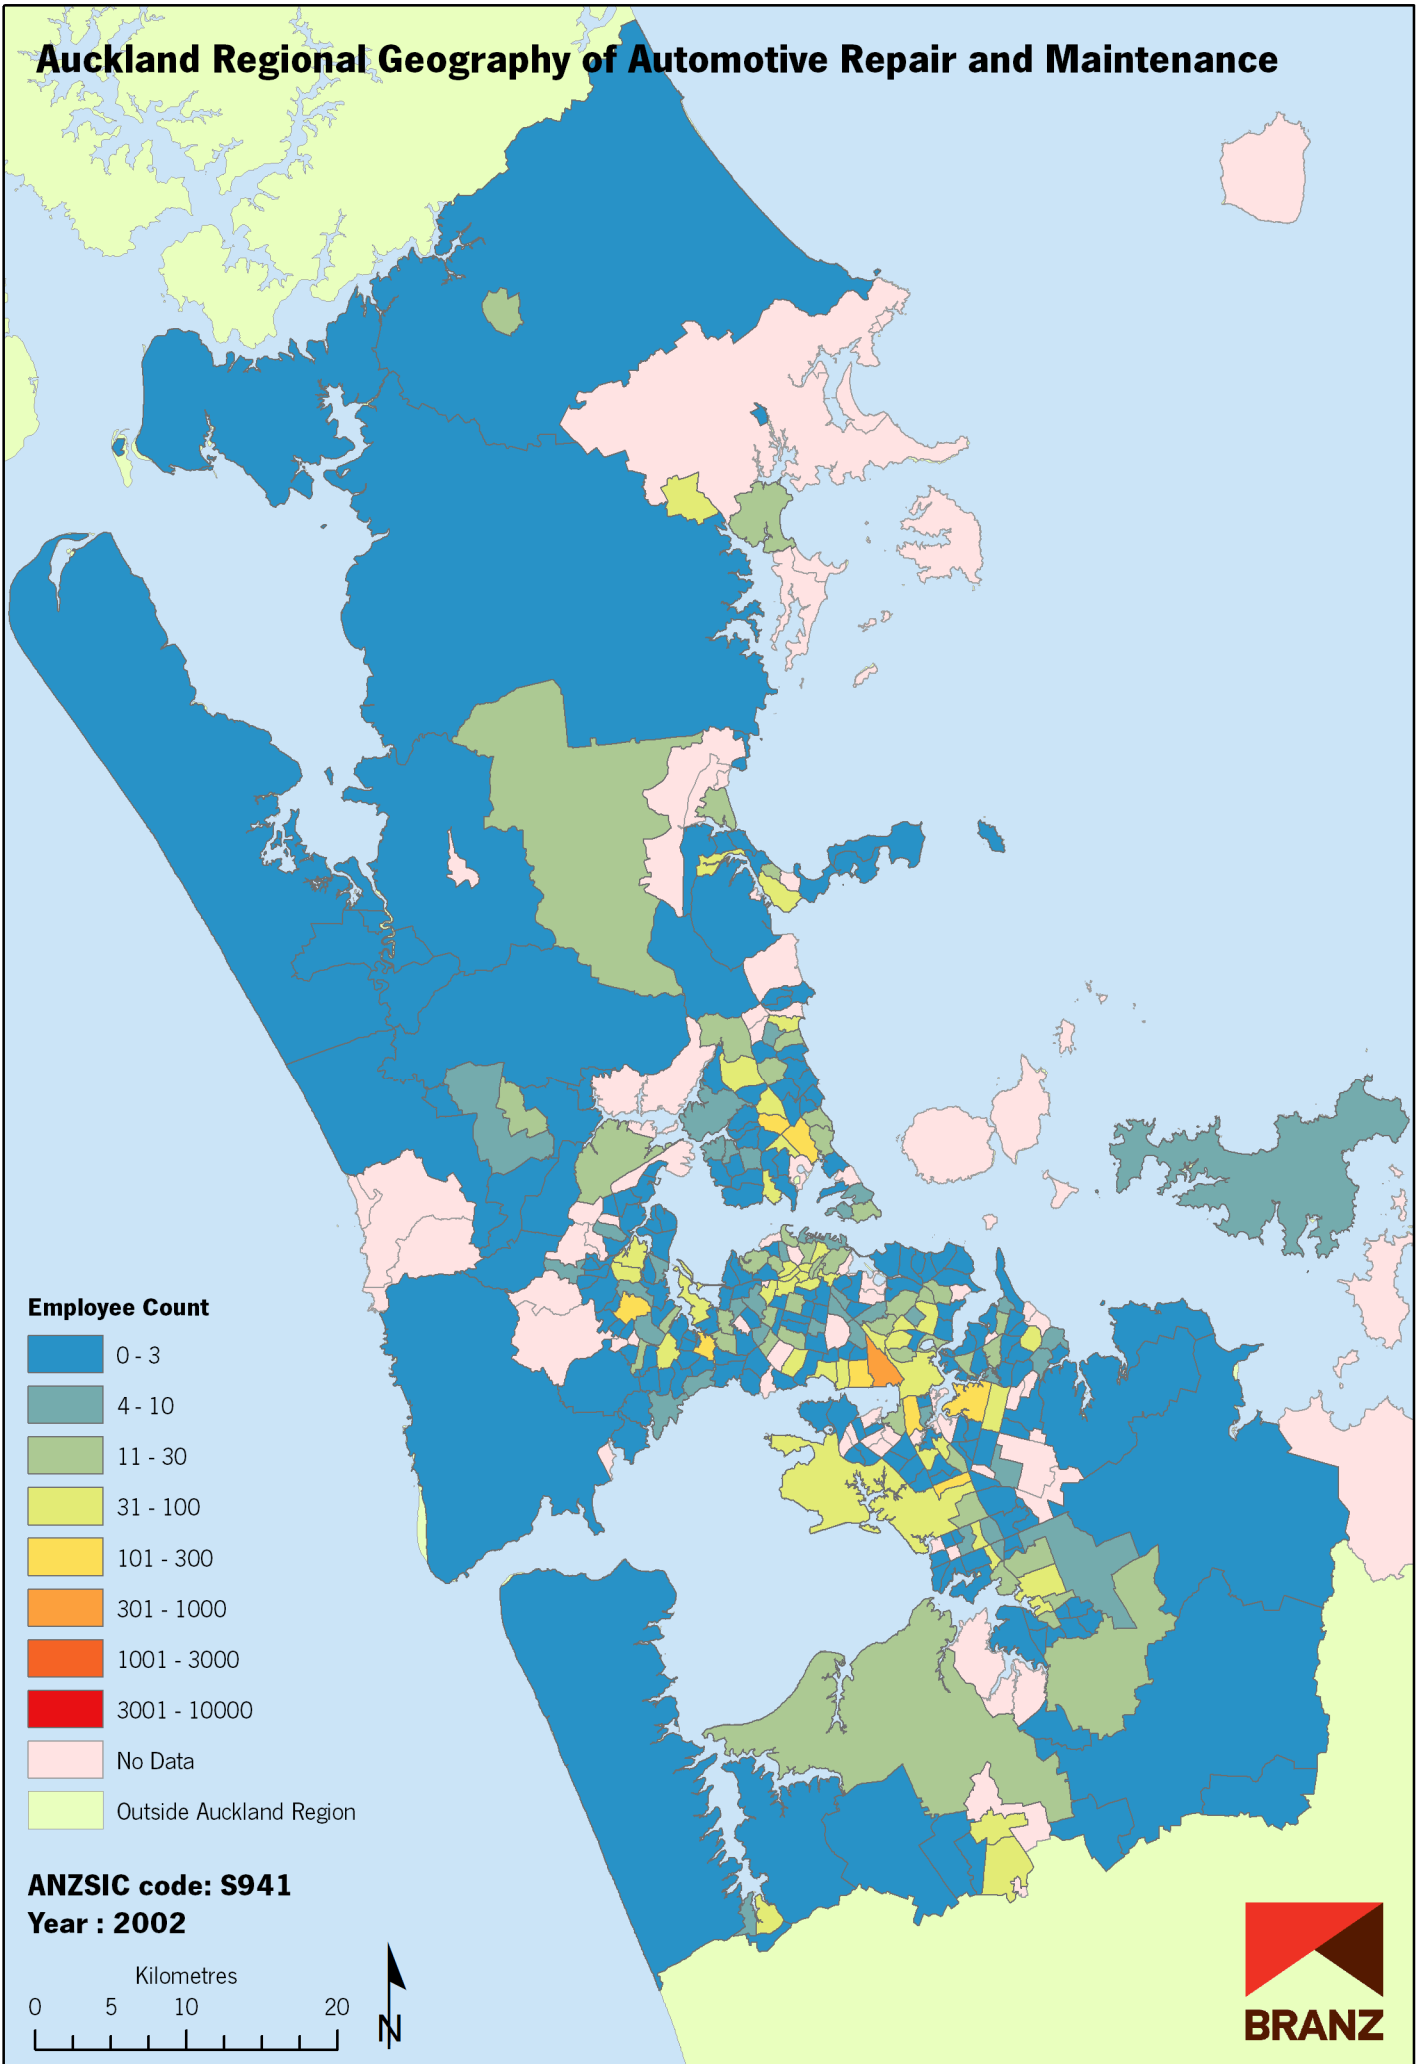 Auckland Regional Geography of Automotive Repair and Maintenance
Employee Count
0 - 3
4 - 10
11 - 30
31 - 100
101 - 300
301 - 1000
1001 - 3000
3001 - 10000
No Data
Outside Auckland Region
ANZSIC code: S941
Year : 2002
Kilometres
0 5 10 20
N
BRANZ